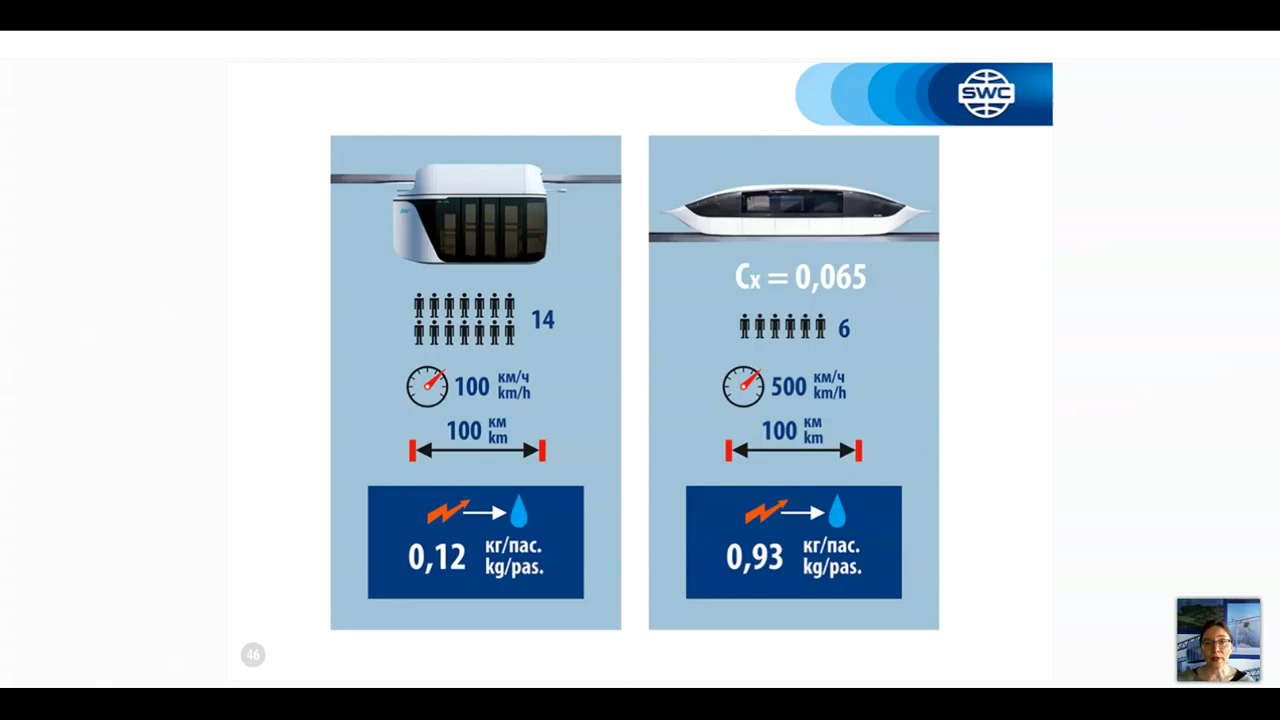 SWC
14
100 км/ч
km/h
100 км
km
0,12 кг/пас.
kg/pas.
Cx = 0,065
6
500 км/ч
km/h
100 км
km
0,93 кг/пас.
kg/pas.
46